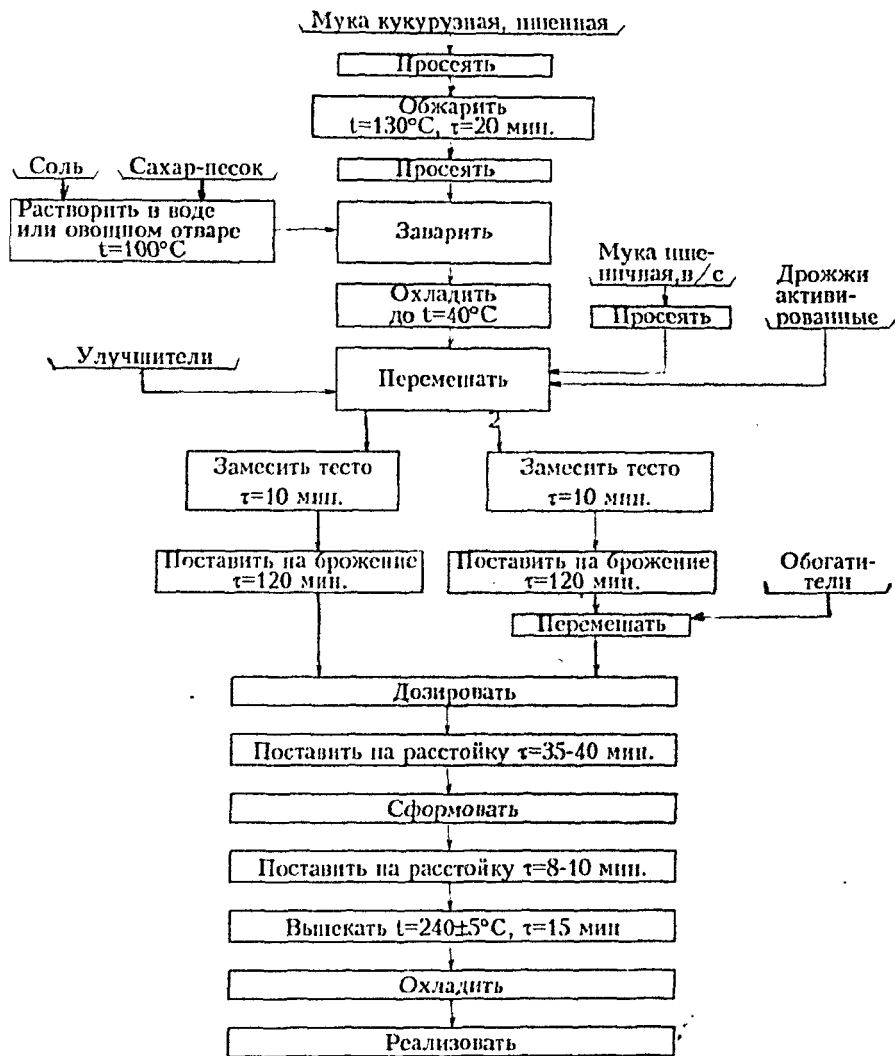 Мука кукурузная, пшенная
Просеять
Обжарить
t=130°C, τ=20 мин.
Просеять
Соль
Сахар-песок
Растворить в воде
или овощном отваре
t=100°C
Заварить
Охладить
до t=40°C
Мука пше-
ничная, в/с
Просеять
Дрожжи
активи-
рованные
Улучшители
Перемешать
2
Замесить тесто
τ=10 мин.
Замесить тесто
τ=10 мин.
Поставить на брожение
τ=120 мин.
Поставить на брожение
τ=120 мин.
Обогати-
тели
Перемешать
Дозировать
Поставить на расстойку τ=35-40 мин.
Сформовать
Поставить на расстойку τ=8-10 мин.
Выпекать t=240±5°C, τ=15 мин
Охладить
Реализовать